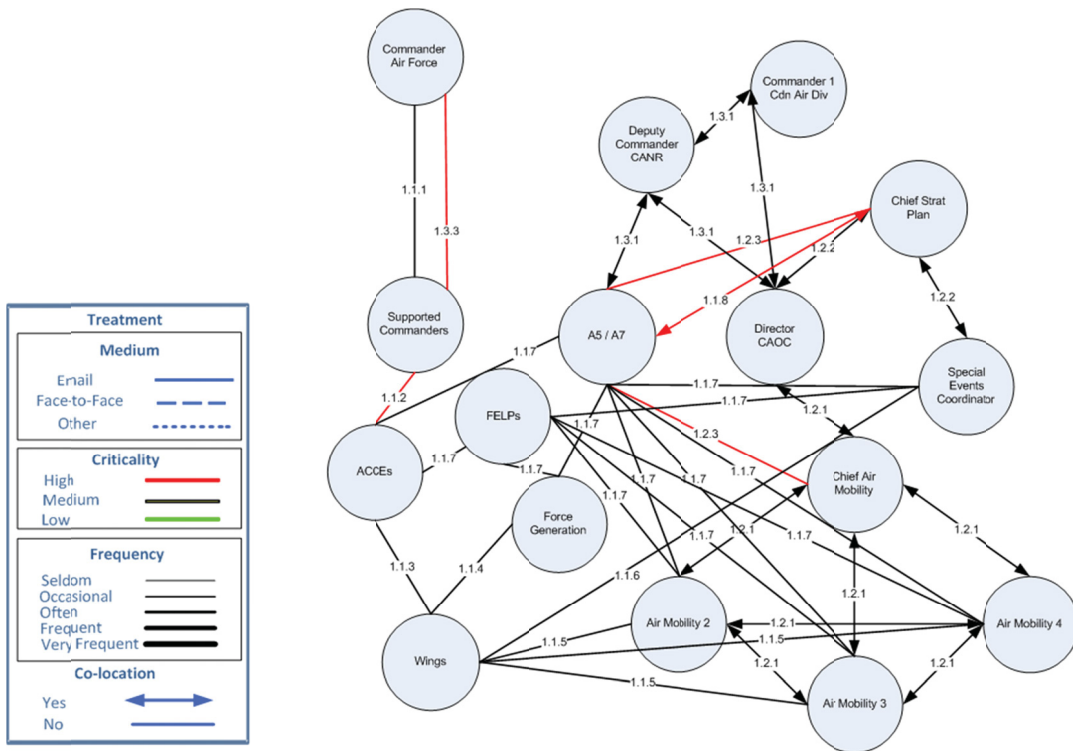 Commander
Air Force
Commander 1
Cdn Air Div
1.3.1
Deputy
Commander
CANR
1.1.1
1.3.1
Chief Strat
Plan
1.3.3
1.3.1
1.3.1
1.2.3
1.2.2
1.1.8
1.2.2
Supported
Commanders
A5 / A7
Director
CAOC
1.17
Special
Events
Coordinator
1.1.2
1.1.7
1.1.7
FELPs
1.2.1
1.1.7
1.2.3
ACCEs
1.1.7
1.1.7
1.1.7
Chief Air
Mobility
1.1.7
Force
Generation
1.2.1
1.1.7
1.1.7
1.2.1
1.1.3
1.1.4
1.1.6
1.2.1
Air Mobility 2
1.2.1
Air Mobility 4
1.1.5
1.1.5
Wings
1.2.1
1.2.1
1.1.5
Air Mobility 3
Treatment
Medium
Email
Face-to-Face
Other
Criticality
High
Medium
Low
Frequency
Seldom
Occasional
Often
Frequent
Very Frequent
Co-location
Yes
No